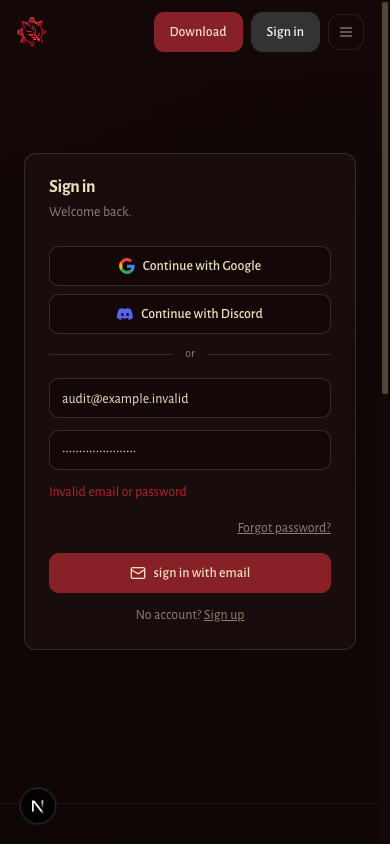 Download
Sign in
Sign in
Welcome back.
Continue with Google
Continue with Discord
or
audit@example.invalid
Invalid email or password
Forgot password?
sign in with email
No account? Sign up
N